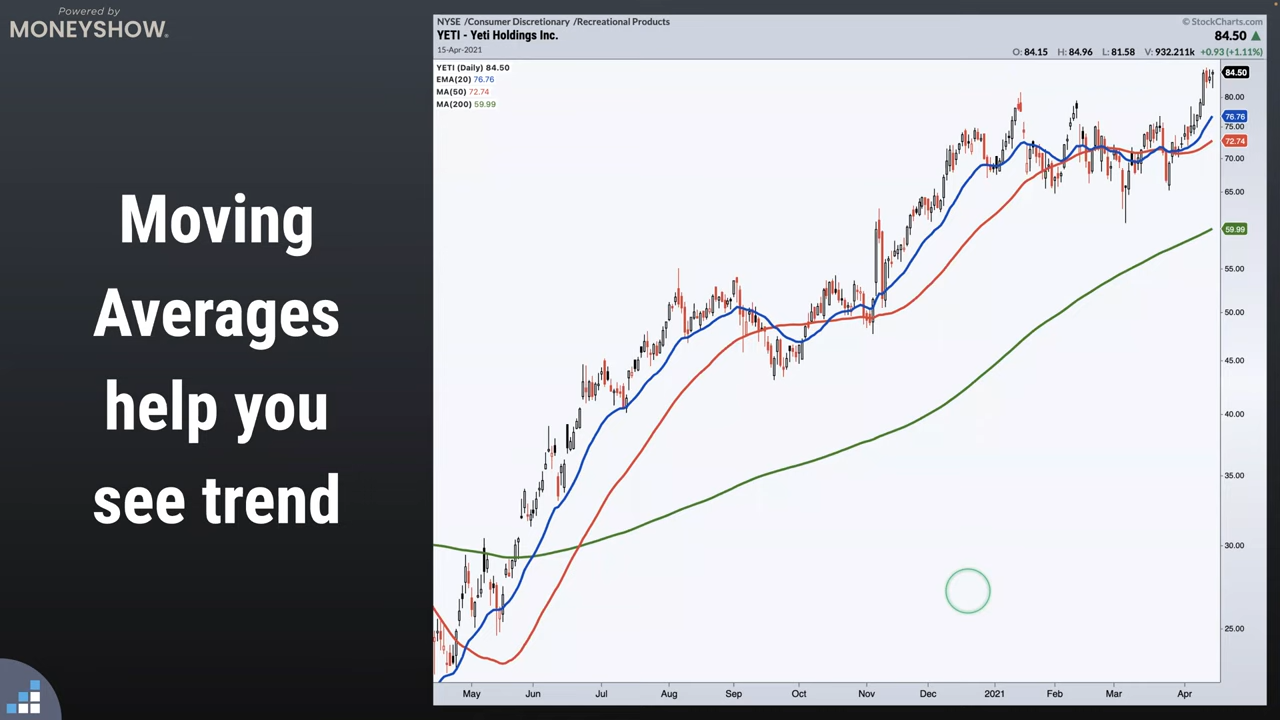 Powered by
MONEYSHOW.
Moving
Averages
help you
see trend
NYSE /Consumer Discretionary /Recreational Products
© StockCharts.com
YETI - Yeti Holdings Inc.
84.50 ▲
15-Apr-2021
O: 84.15 H: 84.96 L: 81.58 V: 932.211k +0.93 (+1.11%)
YETI (Daily) 84.50
EMA(20) 76.76
MA(50) 72.74
MA(200) 59.99
84.50
80.00
76.76
75.00
72.74
70.00
65.00
59.99
55.00
50.00
45.00
40.00
35.00
30.00
25.00
May Jun Jul Aug Sep Oct Nov Dec 2021 Feb Mar Apr